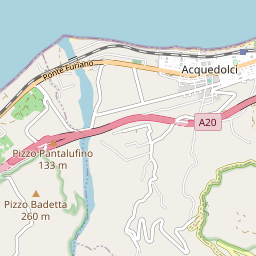 Ponte Furiano
Acquedolci
A20
Pizzo Pantalufino
133 m
Pizzo Badetta
260 m